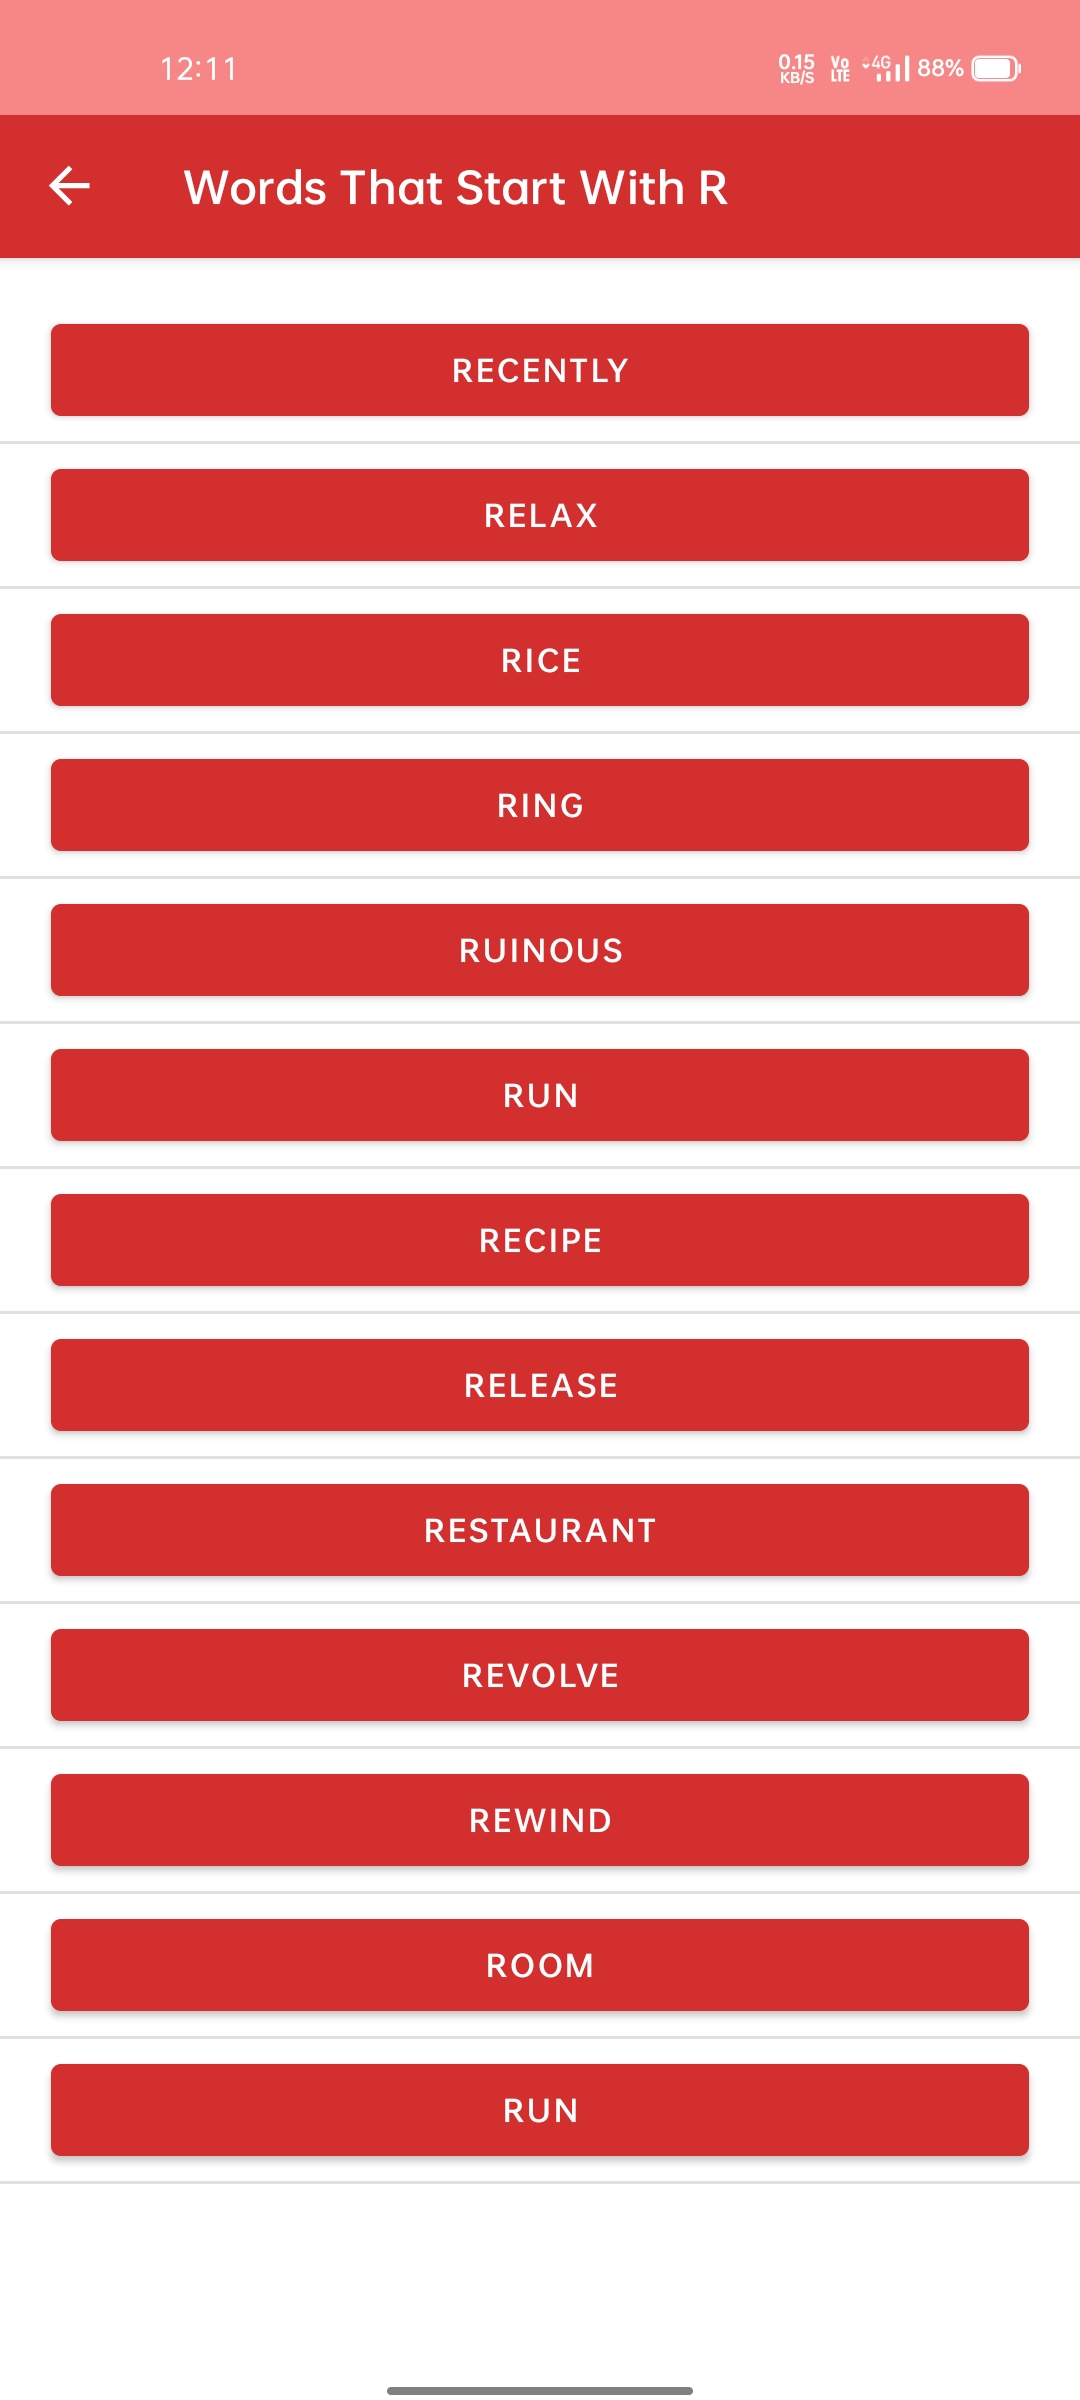 12:11
0.15 KB/S Vo LTE 4G 88%
Words That Start With R
RECENTLY
RELAX
RICE
RING
RUINOUS
RUN
RECIPE
RELEASE
RESTAURANT
REVOLVE
REWIND
ROOM
RUN